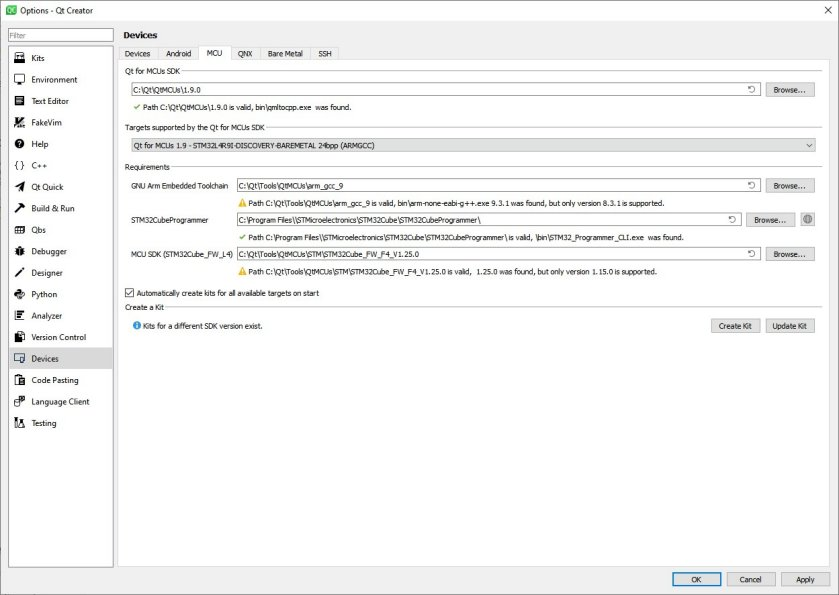 Options - Qt Creator
Filter
Kits
Environment
Text Editor
FakeVim
Help
C++
Qt Quick
Build & Run
Qbs
Debugger
Designer
Python
Analyzer
Version Control
Devices
Code Pasting
Language Client
Testing
Devices
Devices Android MCU QNX Bare Metal SSH
Qt for MCUs SDK
C:\Qt\QtMCUs\1.9.0 Browse...
Path C:\Qt\QtMCUs\1.9.0 is valid, bin\qmltocpp.exe was found.
Targets supported by the Qt for MCUs SDK
Qt for MCUs 1.9 - STM32L4R9I-DISCOVERY-BAREMETAL 24bpp (ARMGCC)
Requirements
GNU Arm Embedded Toolchain C:\Qt\Tools\QtMCUs\arm_gcc_9 Browse...
Path C:\Qt\Tools\QtMCUs\arm_gcc_9 is valid, bin\arm-none-eabi-g++.exe 9.3.1 was found, but only version 8.3.1 is supported.
STM32CubeProgrammer C:\Program Files\\STMicroelectronics\STM32Cube\STM32CubeProgrammer\ Browse...
Path C:\Program Files\\STMicroelectronics\STM32Cube\STM32CubeProgrammer\ is valid, \bin\STM32_Programmer_CLI.exe was found.
MCU SDK (STM32Cube_FW_L4) C:\Qt\Tools\QtMCUs\STM\STM32Cube_FW_F4_V1.25.0 Browse...
Path C:\Qt\Tools\QtMCUs\STM\STM32Cube_FW_F4_V1.25.0 is valid, 1.25.0 was found, but only version 1.15.0 is supported.
Automatically create kits for all available targets on start
Create a Kit
Kits for a different SDK version exist. Create Kit Update Kit
OK Cancel Apply